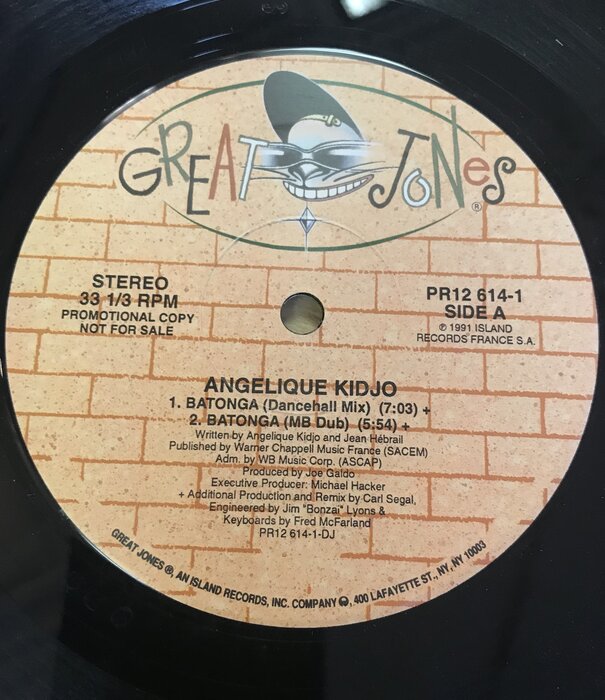 GREAT JONES ®
STEREO
33 1/3 RPM
PROMOTIONAL COPY
NOT FOR SALE
PR12 614-1
SIDE A
℗ 1991 ISLAND
RECORDS FRANCE S.A.
ANGELIQUE KIDJO
1. BATONGA (Dancehall Mix) (7:03) +
2. BATONGA (MB Dub) (5:54) +
Written by Angelique Kidjo and Jean Hébrail
Published by Warner Chappell Music France (SACEM)
Adm. by WB Music Corp. (ASCAP)
Produced by Joe Galdo
Executive Producer: Michael Hacker
+ Additional Production and Remix by Carl Segal,
Engineered by Jim "Bonzai" Lyons &
Keyboards by Fred McFarland
PR12 614-1-DJ
GREAT JONES ®, AN ISLAND RECORDS, INC. COMPANY , 400 LAFAYETTE ST., NY, NY 10003